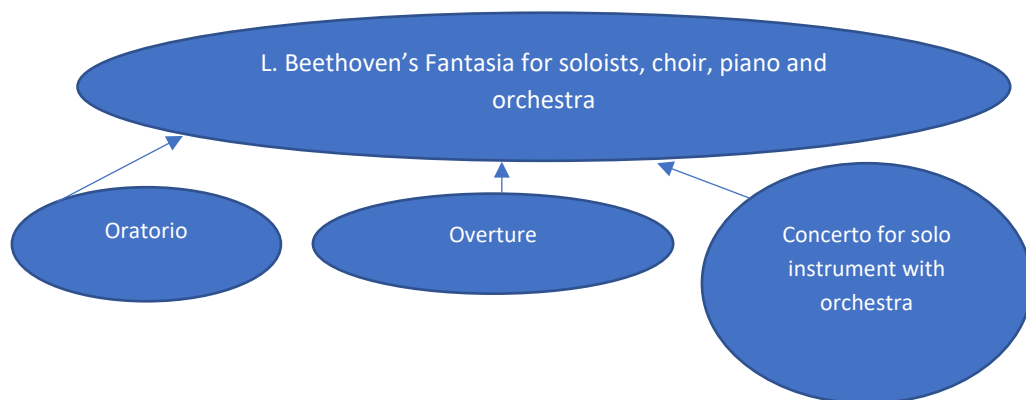 L. Beethoven’s Fantasia for soloists, choir, piano and
orchestra
Oratorio
Overture
Concerto for solo
instrument with
orchestra